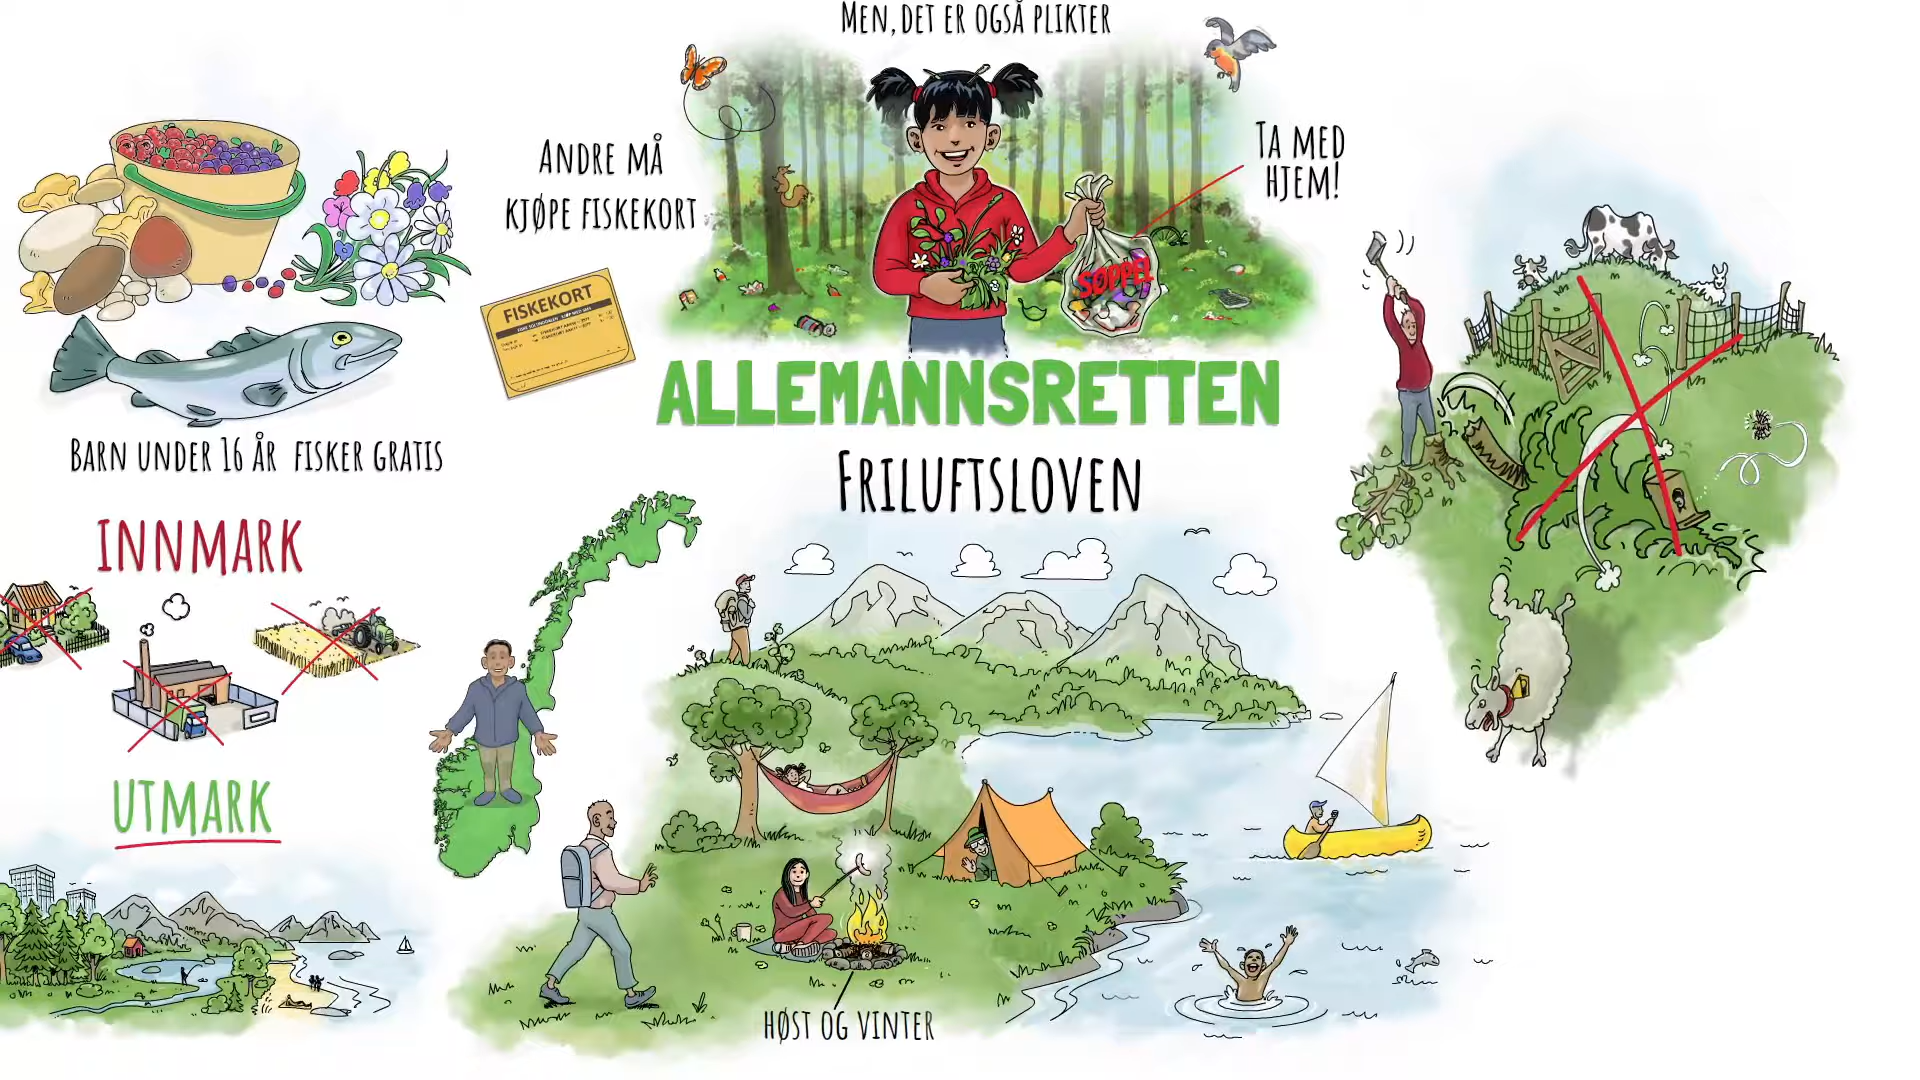 Men, det er også plikter
Andre må
kjøpe fiskekort
Ta med
hjem!
SØPPEL
FISKEKORT
ALLEMANNSRETTEN
Friluftsloven
Barn under 16 år fisker gratis
INNMARK
UTMARK
HØST OG VINTER